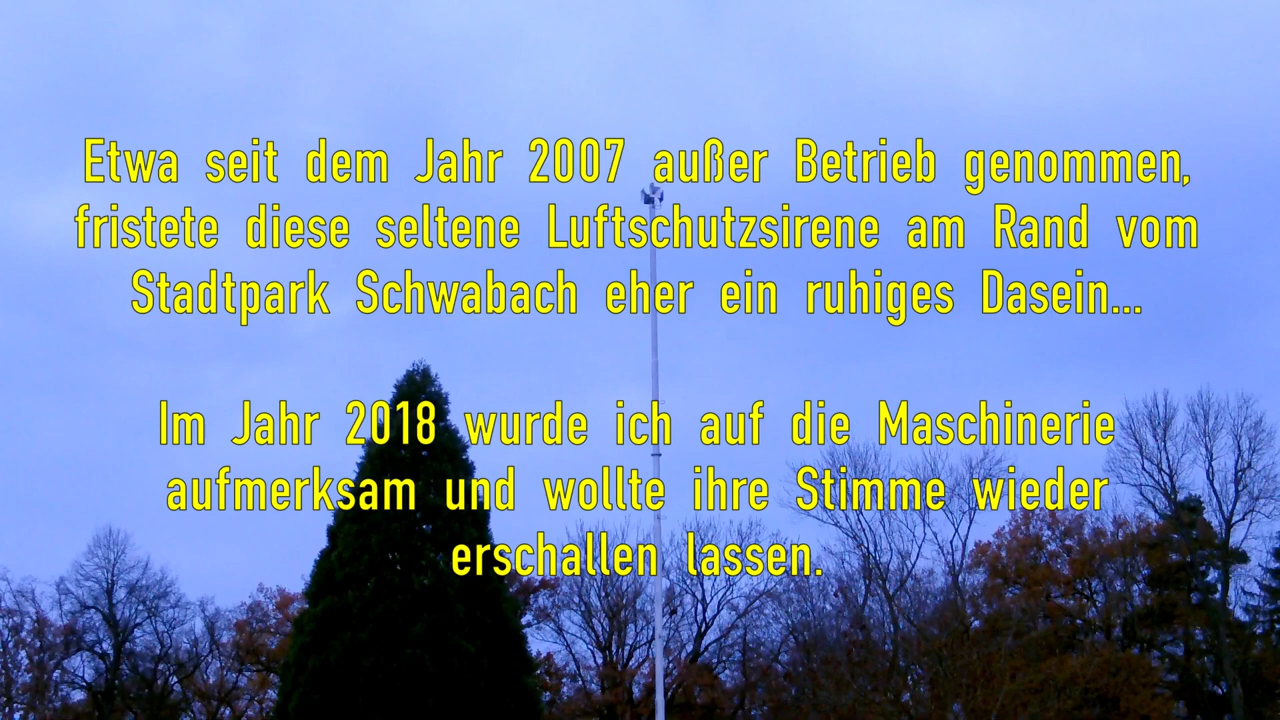 Etwa seit dem Jahr 2007 außer Betrieb genommen,
fristete diese seltene Luftschutzsirene am Rand vom
Stadtpark Schwabach eher ein ruhiges Dasein...
Im Jahr 2018 wurde ich auf die Maschinerie
aufmerksam und wollte ihre Stimme wieder
erschallen lassen.